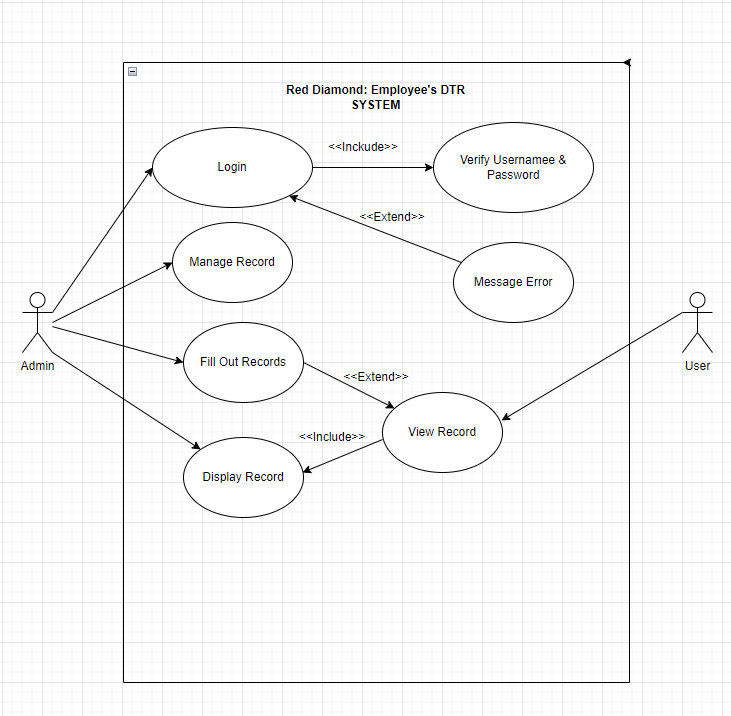 Red Diamond: Employee's DTR
SYSTEM
Login
<<Inckude>>
Verify Usernamee &
Password
<<Extend>>
Manage Record
Message Error
Admin
User
Fill Out Records
<<Extend>>
View Record
<<Include>>
Display Record